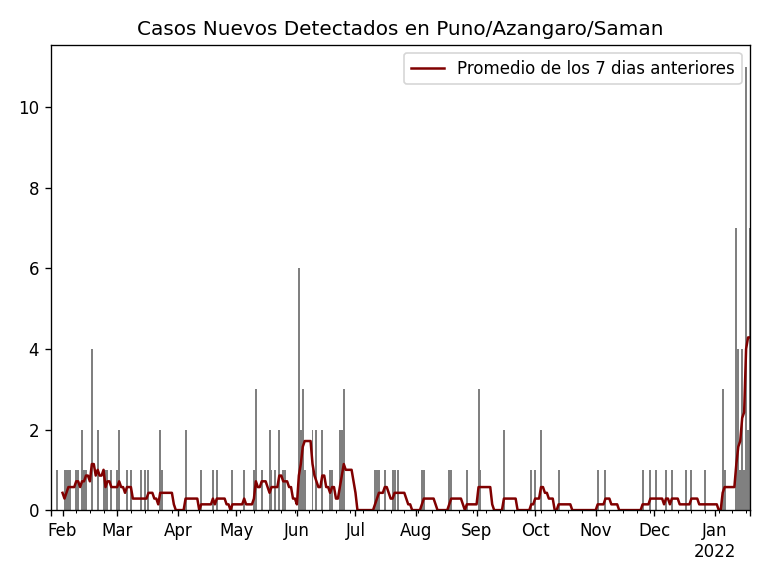 Casos Nuevos Detectados en Puno/Azangaro/Saman
Promedio de los 7 dias anteriores
10
8
6
4
2
0
Feb Mar Apr May Jun Jul Aug Sep Oct Nov Dec Jan
2022